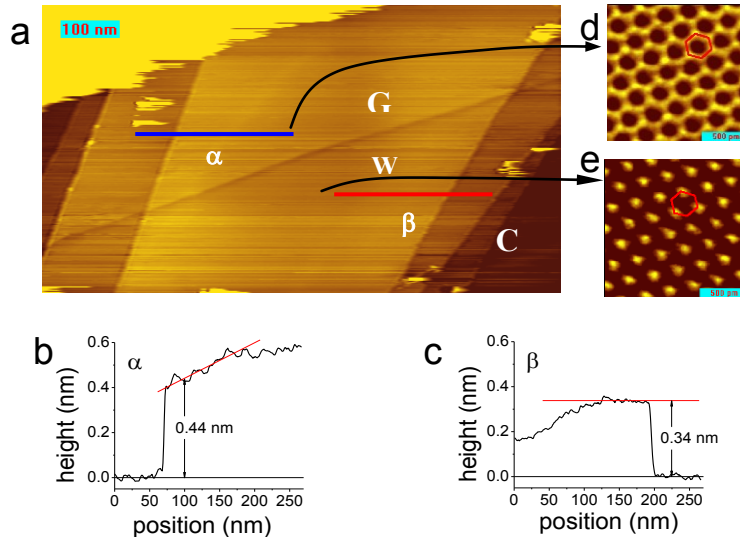 a
100 nm
G
α
W
β
C
d
500 pm
e
500 pm
b
α
height (nm)
0.6
0.4
0.2
0.0
0.44 nm
0 50 100 150 200 250
position (nm)
c
β
height (nm)
0.6
0.4
0.2
0.0
0.34 nm
0 50 100 150 200 250
position (nm)